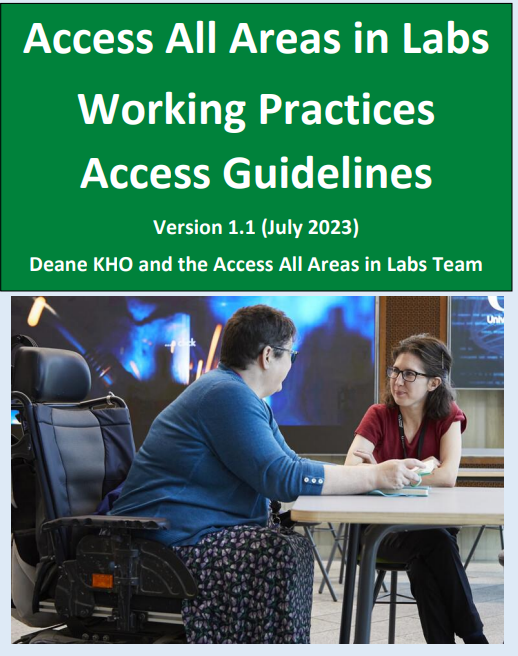 Access All Areas in Labs
Working Practices
Access Guidelines
Version 1.1 (July 2023)
Deane KHO and the Access All Areas in Labs Team